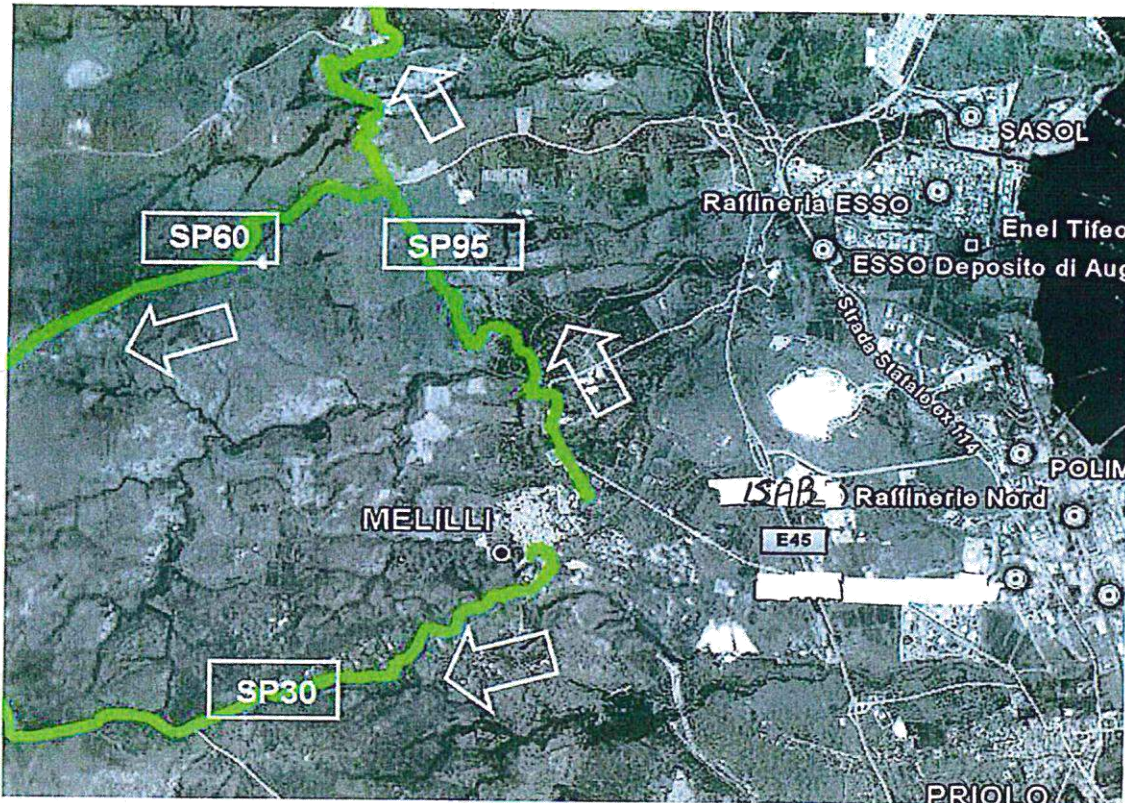 SASOL
Raffineria ESSO
SP60
SP95
Enel Tifeo
ESSO Deposito di Aug
Strada Statale ex 114
POLIM
ISAB
Raffinerie Nord
MELILLI
E45
SP30
PRIOLO